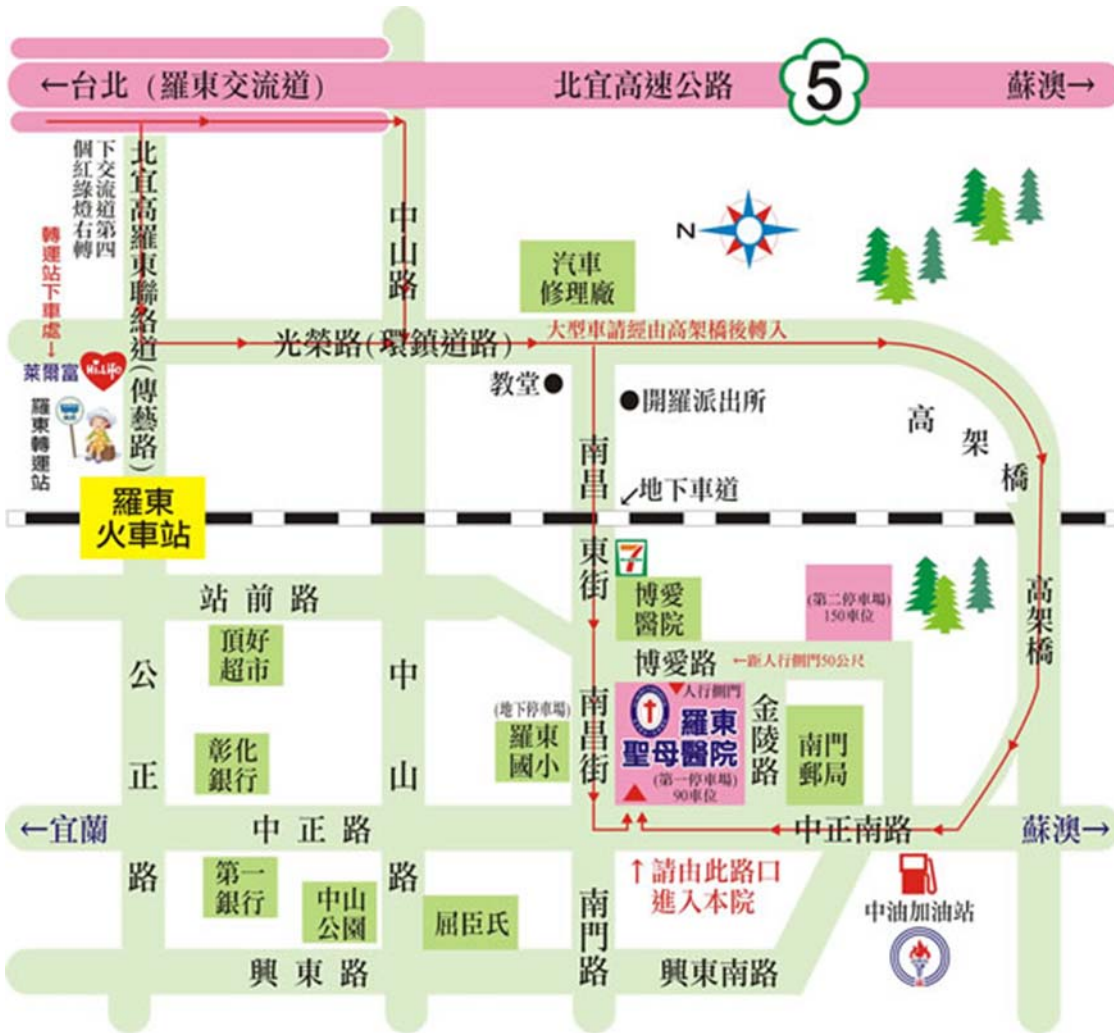 ←台北 (羅東交流道)
北宜高速公路
5
蘇澳→
下交流道第四
個紅綠燈右轉
北宜高羅東聯絡道(傳藝路)
中山路
N
汽車
修理廠
轉運站下車處→
萊爾富
Hi-Life
羅東轉運站
光榮路(環鎮道路)
大型車請經由高架橋後轉入
教堂
開羅派出所
高架橋
南昌東街
↙地下車道
羅東
火車站
站前路
7
博愛
醫院
(第二停車場)
150車位
高架橋
頂好
超市
博愛路
←距人行側門50公尺
公正路
中山路
(地下停車場)
羅東
國小
南昌街
人行側門
羅東
聖母醫院
(第一停車場)
90車位
金陵路
南門
郵局
彰化
銀行
←宜蘭
中正路
中正南路
蘇澳→
第一
銀行
中山
公園
屈臣氏
南門路
↑請由此路口
進入本院
中油加油站
興東路
興東南路